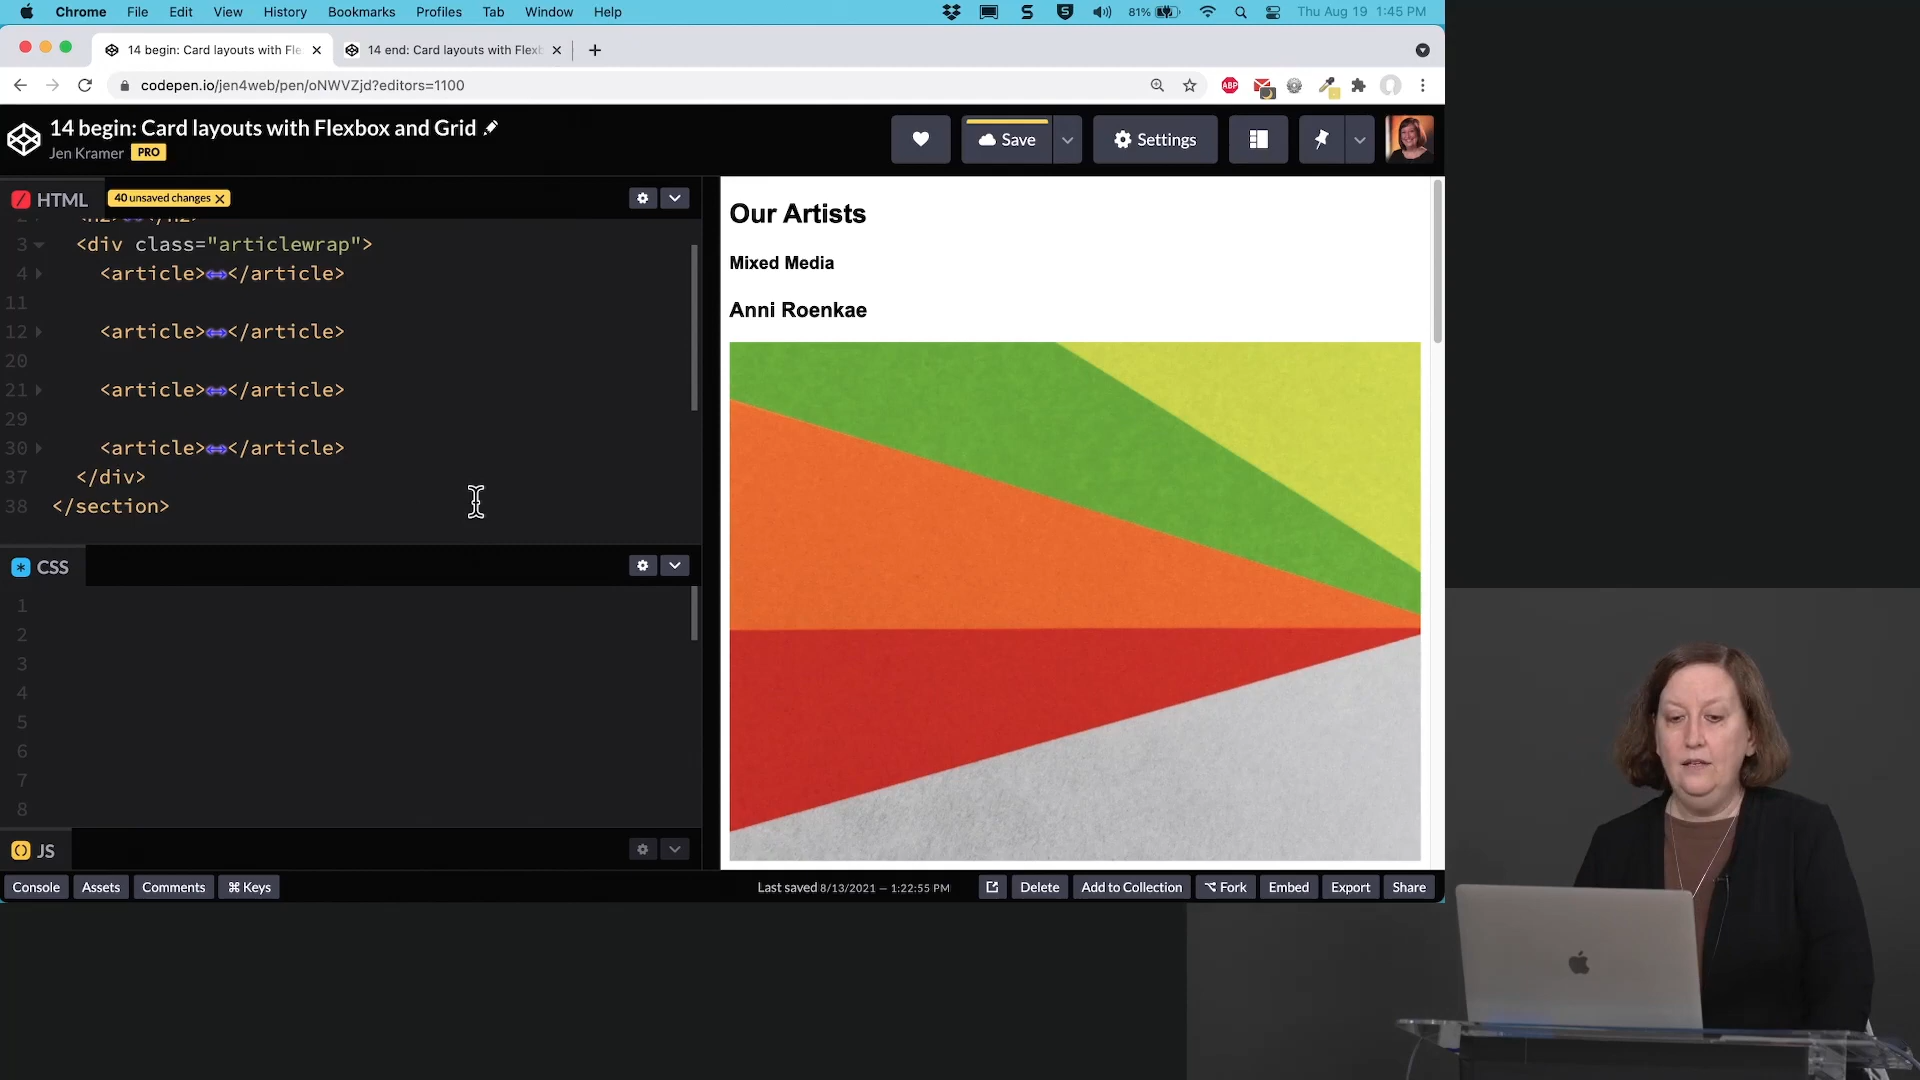 Chrome File Edit View History Bookmarks Profiles Tab Window Help 81% Thu Aug 19 1:45 PM
14 begin: Card layouts with Fle 14 end: Card layouts with Flexb
codepen.io/jen4web/pen/oNWVZjd?editors=1100
ABP
14 begin: Card layouts with Flexbox and Grid
Jen Kramer PRO
Save Settings
HTML 40 unsaved changes
2 <h2></h2>
3 <div class="articlewrap">
4 <article></article>
11
12 <article></article>
20
21 <article></article>
29
30 <article></article>
37 </div>
38 </section>
CSS
1
2
3
4
5
6
7
8
JS
Our Artists
Mixed Media
Anni Roenkae
Console Assets Comments ⌘ Keys Last saved 8/13/2021 — 1:22:55 PM Delete Add to Collection Fork Embed Export Share